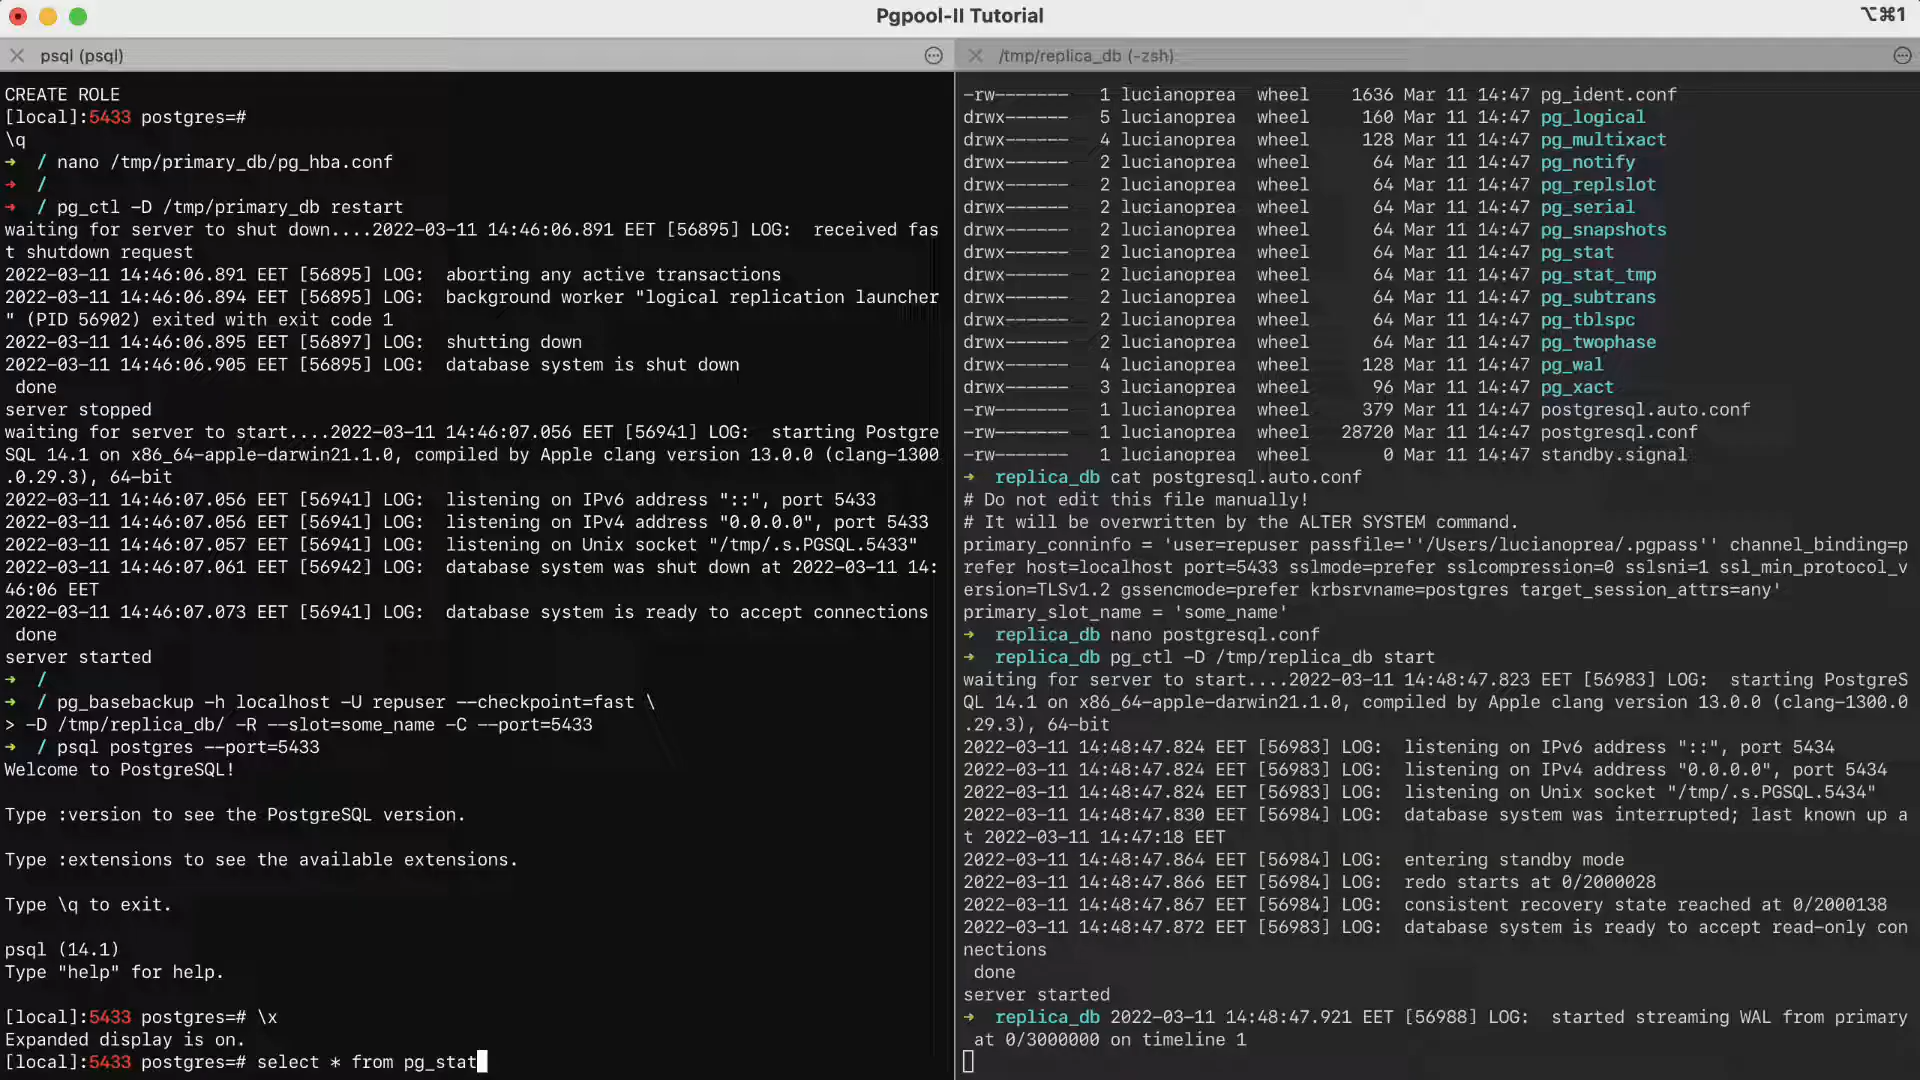 Pgpool-II Tutorial
⌥⌘1
psql (psql)
CREATE ROLE
[local]:5433 postgres=#
\q
➜  / nano /tmp/primary_db/pg_hba.conf
➜  /
➜  / pg_ctl -D /tmp/primary_db restart
waiting for server to shut down....2022-03-11 14:46:06.891 EET [56895] LOG:  received fas
t shutdown request
2022-03-11 14:46:06.891 EET [56895] LOG:  aborting any active transactions
2022-03-11 14:46:06.894 EET [56895] LOG:  background worker "logical replication launcher
" (PID 56902) exited with exit code 1
2022-03-11 14:46:06.895 EET [56897] LOG:  shutting down
2022-03-11 14:46:06.905 EET [56895] LOG:  database system is shut down
 done
server stopped
waiting for server to start....2022-03-11 14:46:07.056 EET [56941] LOG:  starting Postgre
SQL 14.1 on x86_64-apple-darwin21.1.0, compiled by Apple clang version 13.0.0 (clang-1300
.0.29.3), 64-bit
2022-03-11 14:46:07.056 EET [56941] LOG:  listening on IPv6 address "::", port 5433
2022-03-11 14:46:07.056 EET [56941] LOG:  listening on IPv4 address "0.0.0.0", port 5433
2022-03-11 14:46:07.057 EET [56941] LOG:  listening on Unix socket "/tmp/.s.PGSQL.5433"
2022-03-11 14:46:07.061 EET [56942] LOG:  database system was shut down at 2022-03-11 14:
46:06 EET
2022-03-11 14:46:07.073 EET [56941] LOG:  database system is ready to accept connections
 done
server started
➜  /
➜  / pg_basebackup -h localhost -U repuser --checkpoint=fast \
> -D /tmp/replica_db/ -R --slot=some_name -C --port=5433
➜  / psql postgres --port=5433
Welcome to PostgreSQL!
Type :version to see the PostgreSQL version.
Type :extensions to see the available extensions.
Type \q to exit.
psql (14.1)
Type "help" for help.
[local]:5433 postgres=# \x
Expanded display is on.
[local]:5433 postgres=# select * from pg_stat
/tmp/replica_db (-zsh)
-rw-------   1 lucianoprea  wheel   1636 Mar 11 14:47 pg_ident.conf
drwx------   5 lucianoprea  wheel    160 Mar 11 14:47 pg_logical
drwx------   4 lucianoprea  wheel    128 Mar 11 14:47 pg_multixact
drwx------   2 lucianoprea  wheel     64 Mar 11 14:47 pg_notify
drwx------   2 lucianoprea  wheel     64 Mar 11 14:47 pg_replslot
drwx------   2 lucianoprea  wheel     64 Mar 11 14:47 pg_serial
drwx------   2 lucianoprea  wheel     64 Mar 11 14:47 pg_snapshots
drwx------   2 lucianoprea  wheel     64 Mar 11 14:47 pg_stat
drwx------   2 lucianoprea  wheel     64 Mar 11 14:47 pg_stat_tmp
drwx------   2 lucianoprea  wheel     64 Mar 11 14:47 pg_subtrans
drwx------   2 lucianoprea  wheel     64 Mar 11 14:47 pg_tblspc
drwx------   2 lucianoprea  wheel     64 Mar 11 14:47 pg_twophase
drwx------   4 lucianoprea  wheel    128 Mar 11 14:47 pg_wal
drwx------   3 lucianoprea  wheel     96 Mar 11 14:47 pg_xact
-rw-------   1 lucianoprea  wheel    379 Mar 11 14:47 postgresql.auto.conf
-rw-------   1 lucianoprea  wheel  28720 Mar 11 14:47 postgresql.conf
-rw-------   1 lucianoprea  wheel      0 Mar 11 14:47 standby.signal
➜  replica_db cat postgresql.auto.conf
# Do not edit this file manually!
# It will be overwritten by the ALTER SYSTEM command.
primary_conninfo = 'user=repuser passfile=''/Users/lucianoprea/.pgpass'' channel_binding=p
refer host=localhost port=5433 sslmode=prefer sslcompression=0 sslsni=1 ssl_min_protocol_v
ersion=TLSv1.2 gssencmode=prefer krbsrvname=postgres target_session_attrs=any'
primary_slot_name = 'some_name'
➜  replica_db nano postgresql.conf
➜  replica_db pg_ctl -D /tmp/replica_db start
waiting for server to start....2022-03-11 14:48:47.823 EET [56983] LOG:  starting PostgreS
QL 14.1 on x86_64-apple-darwin21.1.0, compiled by Apple clang version 13.0.0 (clang-1300.0
.29.3), 64-bit
2022-03-11 14:48:47.824 EET [56983] LOG:  listening on IPv6 address "::", port 5434
2022-03-11 14:48:47.824 EET [56983] LOG:  listening on IPv4 address "0.0.0.0", port 5434
2022-03-11 14:48:47.824 EET [56983] LOG:  listening on Unix socket "/tmp/.s.PGSQL.5434"
2022-03-11 14:48:47.830 EET [56984] LOG:  database system was interrupted; last known up a
t 2022-03-11 14:47:18 EET
2022-03-11 14:48:47.864 EET [56984] LOG:  entering standby mode
2022-03-11 14:48:47.866 EET [56984] LOG:  redo starts at 0/2000028
2022-03-11 14:48:47.867 EET [56984] LOG:  consistent recovery state reached at 0/2000138
2022-03-11 14:48:47.872 EET [56983] LOG:  database system is ready to accept read-only con
nections
 done
server started
➜  replica_db 2022-03-11 14:48:47.921 EET [56988] LOG:  started streaming WAL from primary
 at 0/3000000 on timeline 1